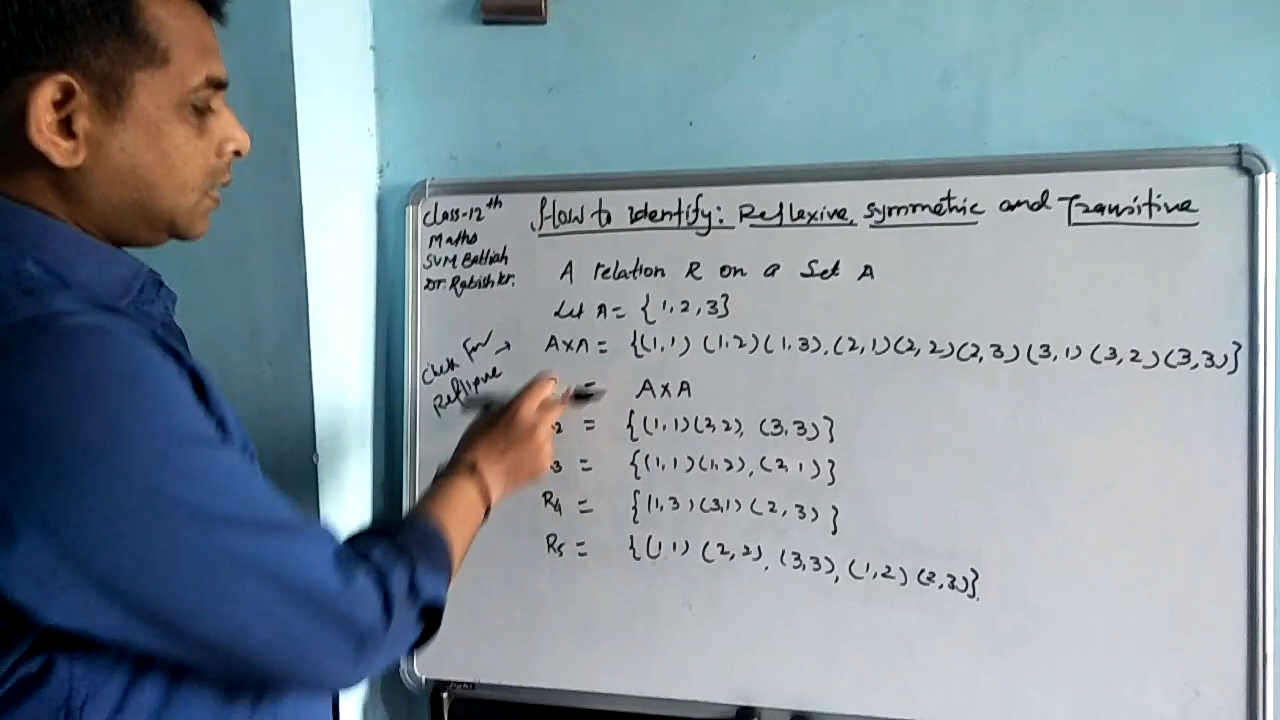 Class-12th
Maths
SVM Bettiah
Dr. Rabish kr.
How to identify: Reflexive, symmetric and Transitive
A relation R on a Set A
Let A = {1,2,3}
Check For
Reflexive →
A×A = {(1,1) (1,2)(1,3),(2,1)(2,2)(2,3)(3,1)(3,2)(3,3)}
= A×A
2 = {(1,1)(2,2), (3,3)}
3 = {(1,1)(1,2),(2,1)}
R4 = {(1,3)(3,1)(2,3)}
R5 = {(1,1) (2,2), (3,3), (1,2) (2,3)}.